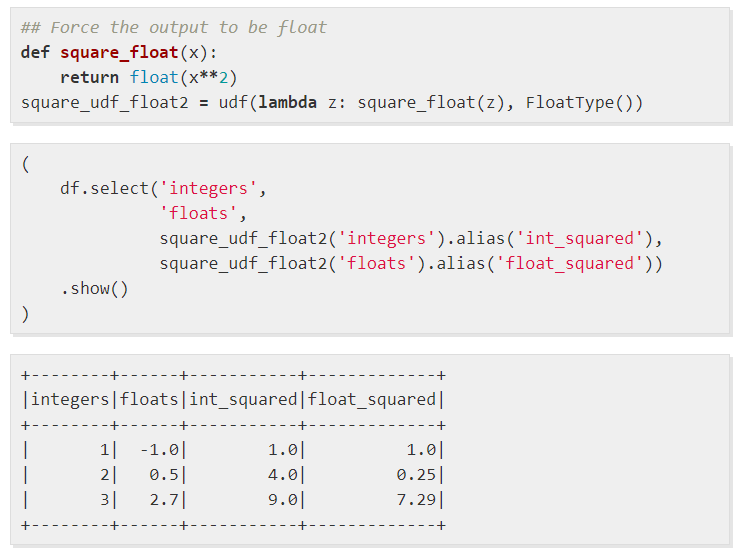 ## Force the output to be float
def square_float(x):
    return float(x**2)
square_udf_float2 = udf(lambda z: square_float(z), FloatType())
(
    df.select('integers',
              'floats',
              square_udf_float2('integers').alias('int_squared'),
              square_udf_float2('floats').alias('float_squared'))
    .show()
)
+--------+------+-----------+-------------+
|integers|floats|int_squared|float_squared|
+--------+------+-----------+-------------+
|       1|  -1.0|        1.0|          1.0|
|       2|   0.5|        4.0|         0.25|
|       3|   2.7|        9.0|         7.29|
+--------+------+-----------+-------------+